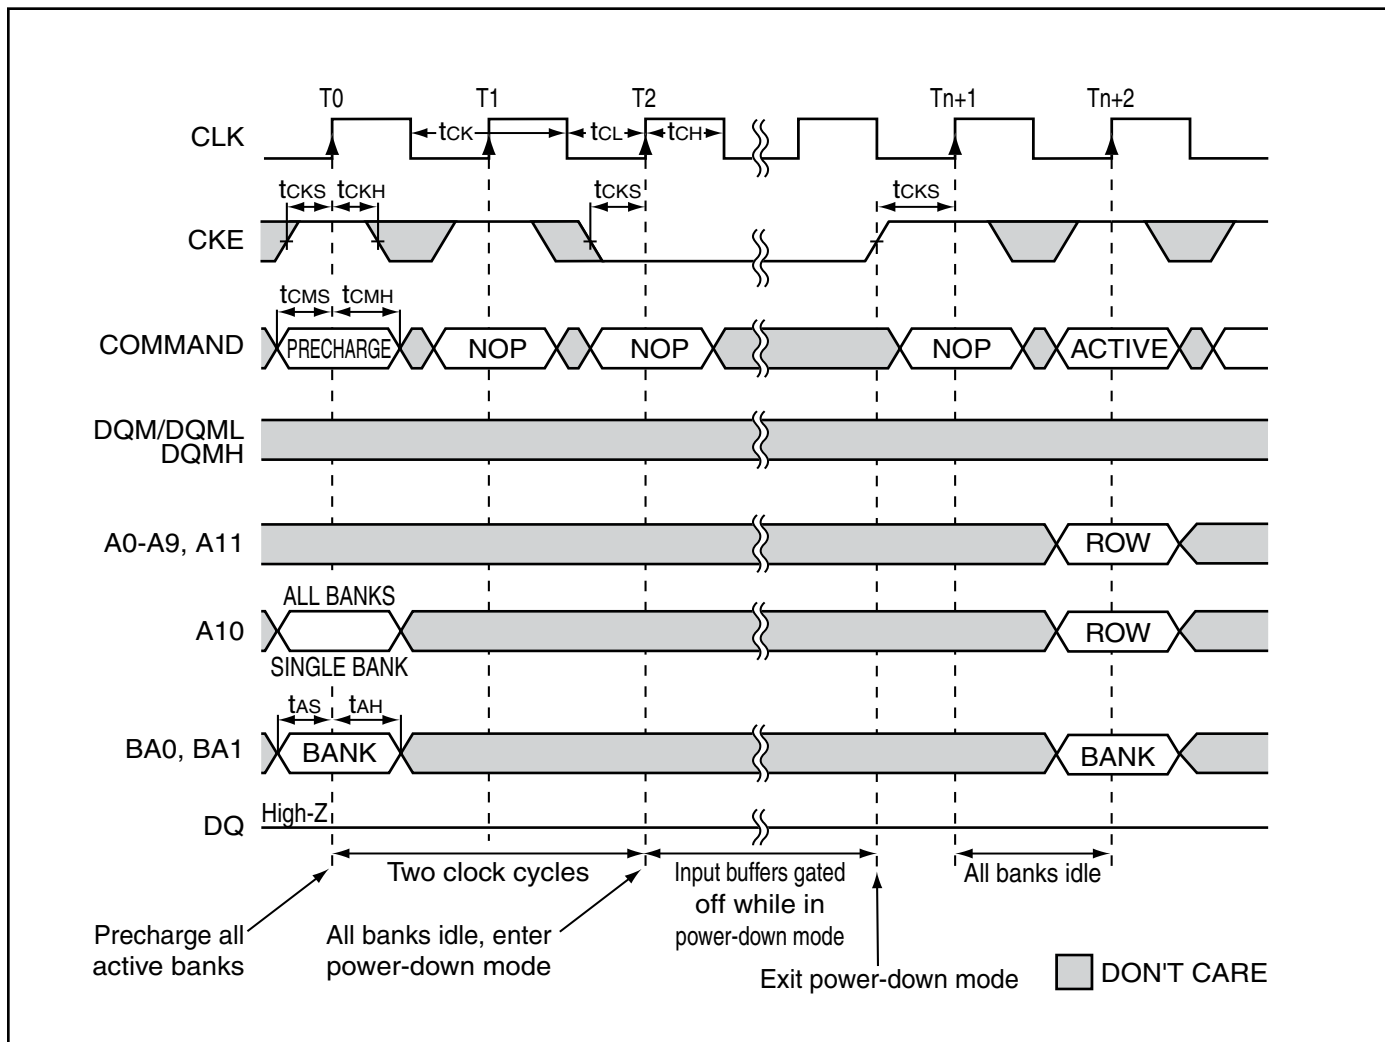 T0 T1 T2 Tn+1 Tn+2
CLK tCK tCL tCH
tCKS tCKH tCKS tCKS
CKE
tCMS tCMH
COMMAND PRECHARGE NOP NOP NOP ACTIVE
DQM/DQML
DQMH
A0-A9, A11 ROW
ALL BANKS
A10 ROW
SINGLE BANK
tAS tAH
BA0, BA1 BANK BANK
DQ High-Z
Two clock cycles
Input buffers gated
off while in
power-down mode
All banks idle
Precharge all
active banks
All banks idle, enter
power-down mode
Exit power-down mode
DON'T CARE